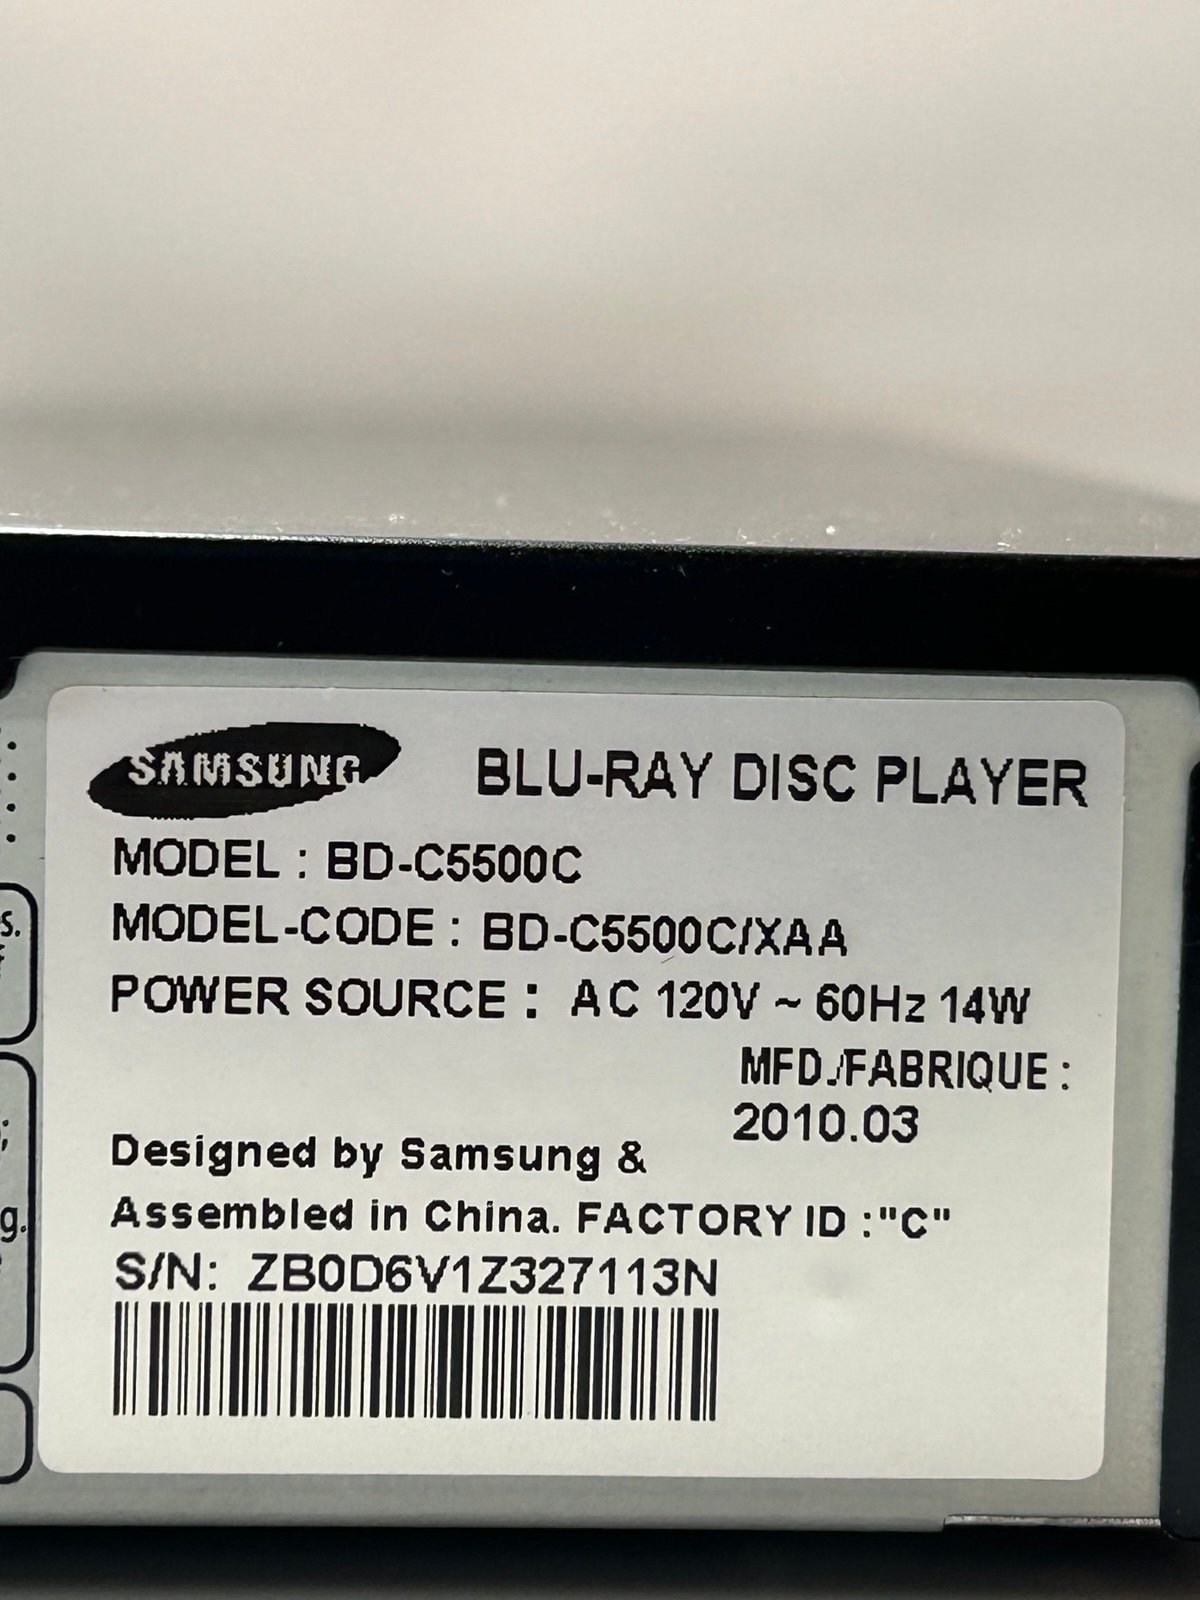 SAMSUNG
BLU-RAY DISC PLAYER
MODEL : BD-C5500C
MODEL-CODE : BD-C5500C/XAA
POWER SOURCE : AC 120V ~ 60Hz 14W
MFD./FABRIQUE :
2010.03
Designed by Samsung &
Assembled in China. FACTORY ID :"C"
S/N: ZB0D6V1Z327113N